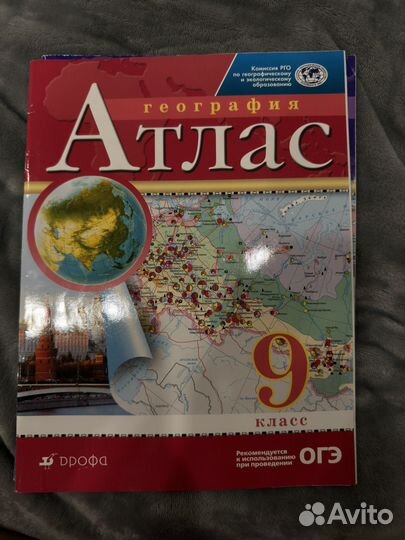 Комиссия РГО
по географическому
и экологическому
образованию
география
Атлас
9
класс
дрофа
Рекомендуется
к использованию
при проведении
ОГЭ
Avito